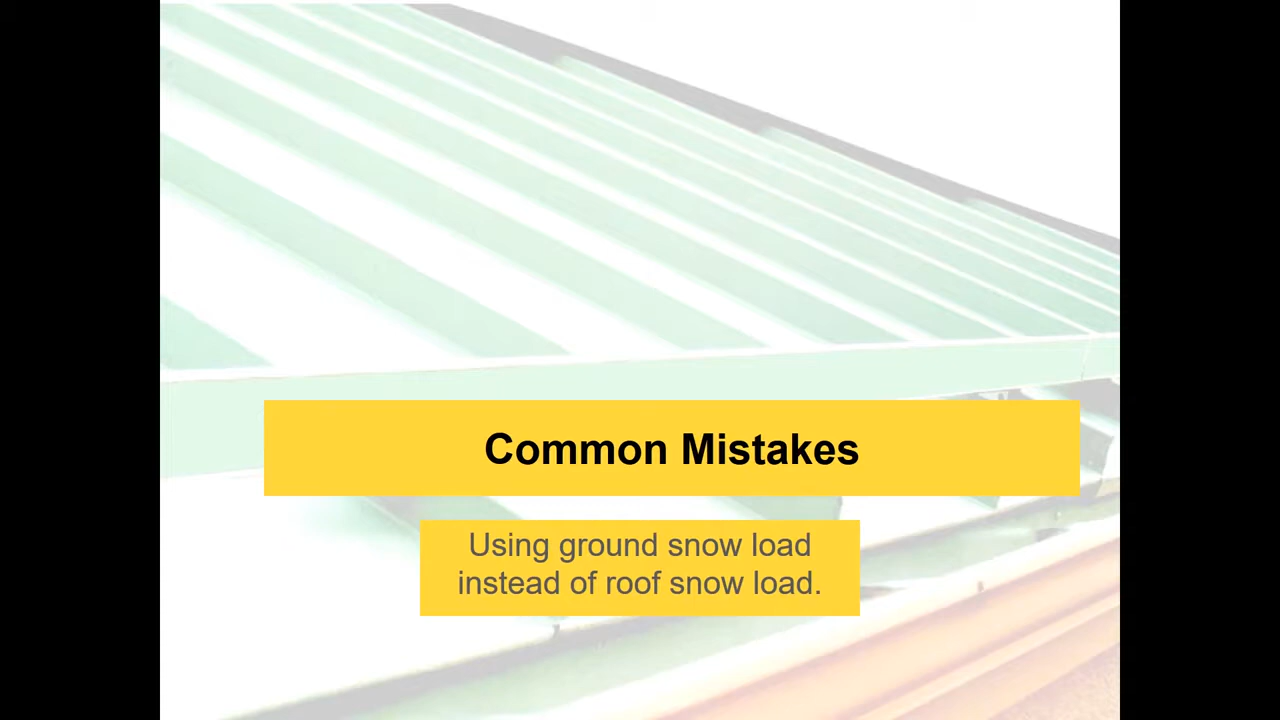 Common Mistakes
Using ground snow load
instead of roof snow load.